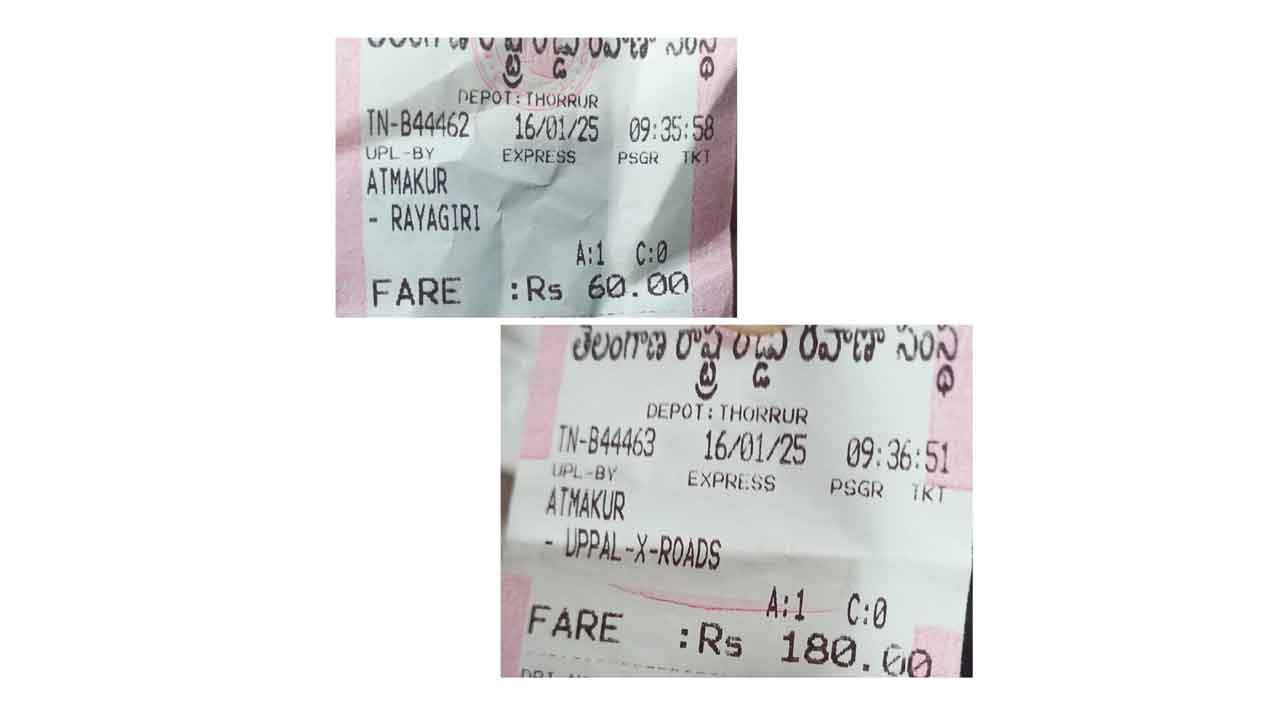 తెలంగాణ రాష్ట్ర రోడ్డు రవాణా సంస్థ
DEPOT:THORRUR
TN-B44462 16/01/25 09:35:58
UPL-BY EXPRESS PSGR TKT
ATMAKUR
- RAYAGIRI
A:1 C:0
FARE :Rs 60.00
తెలంగాణ రాష్ట్ర రోడ్డు రవాణా సంస్థ
DEPOT:THORRUR
TN-B44463 16/01/25 09:36:51
UPL-BY EXPRESS PSGR TKT
ATMAKUR
- UPPAL-X-ROADS
A:1 C:0
FARE :Rs 180.00